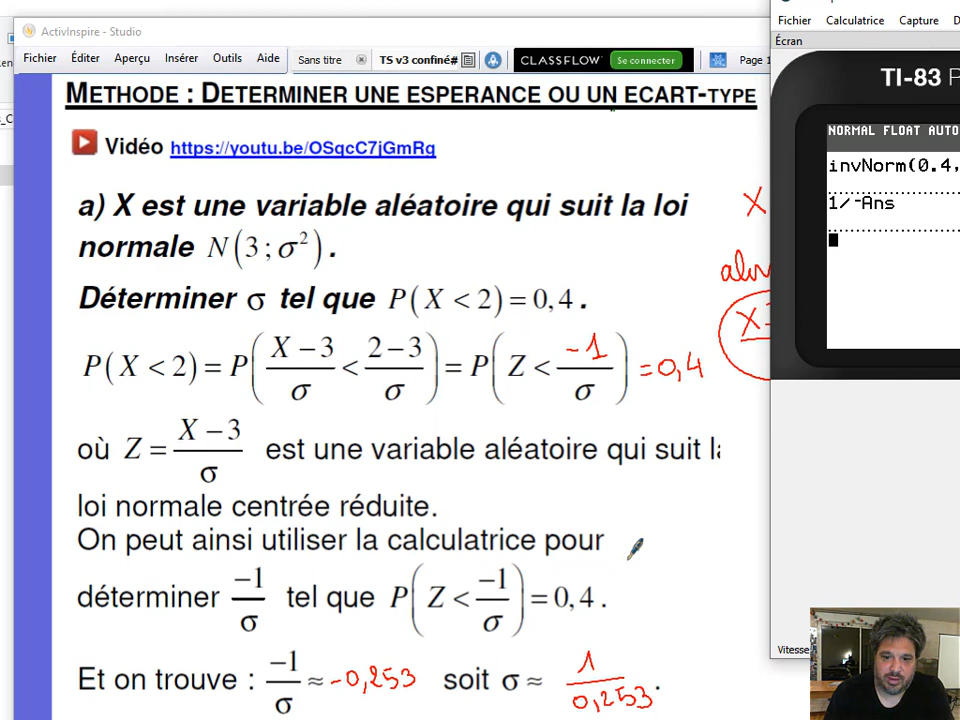 ActivInspire - Studio
Fichier Éditer Aperçu Insérer Outils Aide Sans titre TS v3 confiné# CLASSFLOW Se connecter Page 1
METHODE : DETERMINER UNE ESPERANCE OU UN ECART-TYPE
Vidéo https://youtu.be/OSqcC7jGmRq
a) X est une variable aléatoire qui suit la loi
normale N(3 ; σ²).
Déterminer σ tel que P(X < 2) = 0,4.
P(X < 2) = P((X − 3)/σ < (2 − 3)/σ) = P(Z < −1/σ) = 0,4
où Z = (X − 3)/σ est une variable aléatoire qui suit la
loi normale centrée réduite.
On peut ainsi utiliser la calculatrice pour
déterminer −1/σ tel que P(Z < −1/σ) = 0,4.
Et on trouve : −1/σ ≈ -0,253 soit σ ≈ 1/0,253.
X
Fichier Calculatrice Capture
Écran
TI-83
NORMAL FLOAT AUTO
invNorm(0.4,
1/-Ans